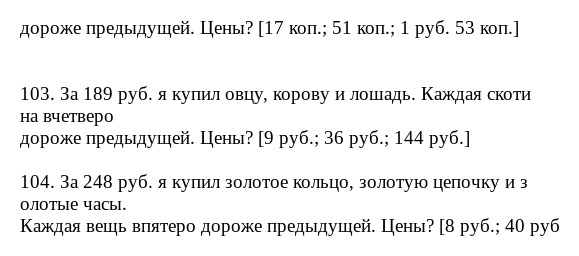 дороже предыдущей. Цены? [17 коп.; 51 коп.; 1 руб. 53 коп.]
103. За 189 руб. я купил овцу, корову и лошадь. Каждая скоти
на вчетверо
дороже предыдущей. Цены? [9 руб.; 36 руб.; 144 руб.]
104. За 248 руб. я купил золотое кольцо, золотую цепочку и з
олотые часы.
Каждая вещь впятеро дороже предыдущей. Цены? [8 руб.; 40 руб